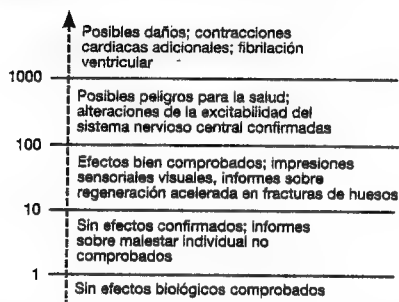 Posibles daños; contracciones
cardiacas adicionales; fibrilación
ventricular
1000
Posibles peligros para la salud;
alteraciones de la excitabilidad del
sistema nervioso central confirmadas
100
Efectos bien comprobados; impresiones
sensoriales visuales, informes sobre
regeneración acelerada en fracturas de huesos
10
Sin efectos confirmados; informes
sobre malestar individual no
comprobados
1
Sin efectos biológicos comprobados